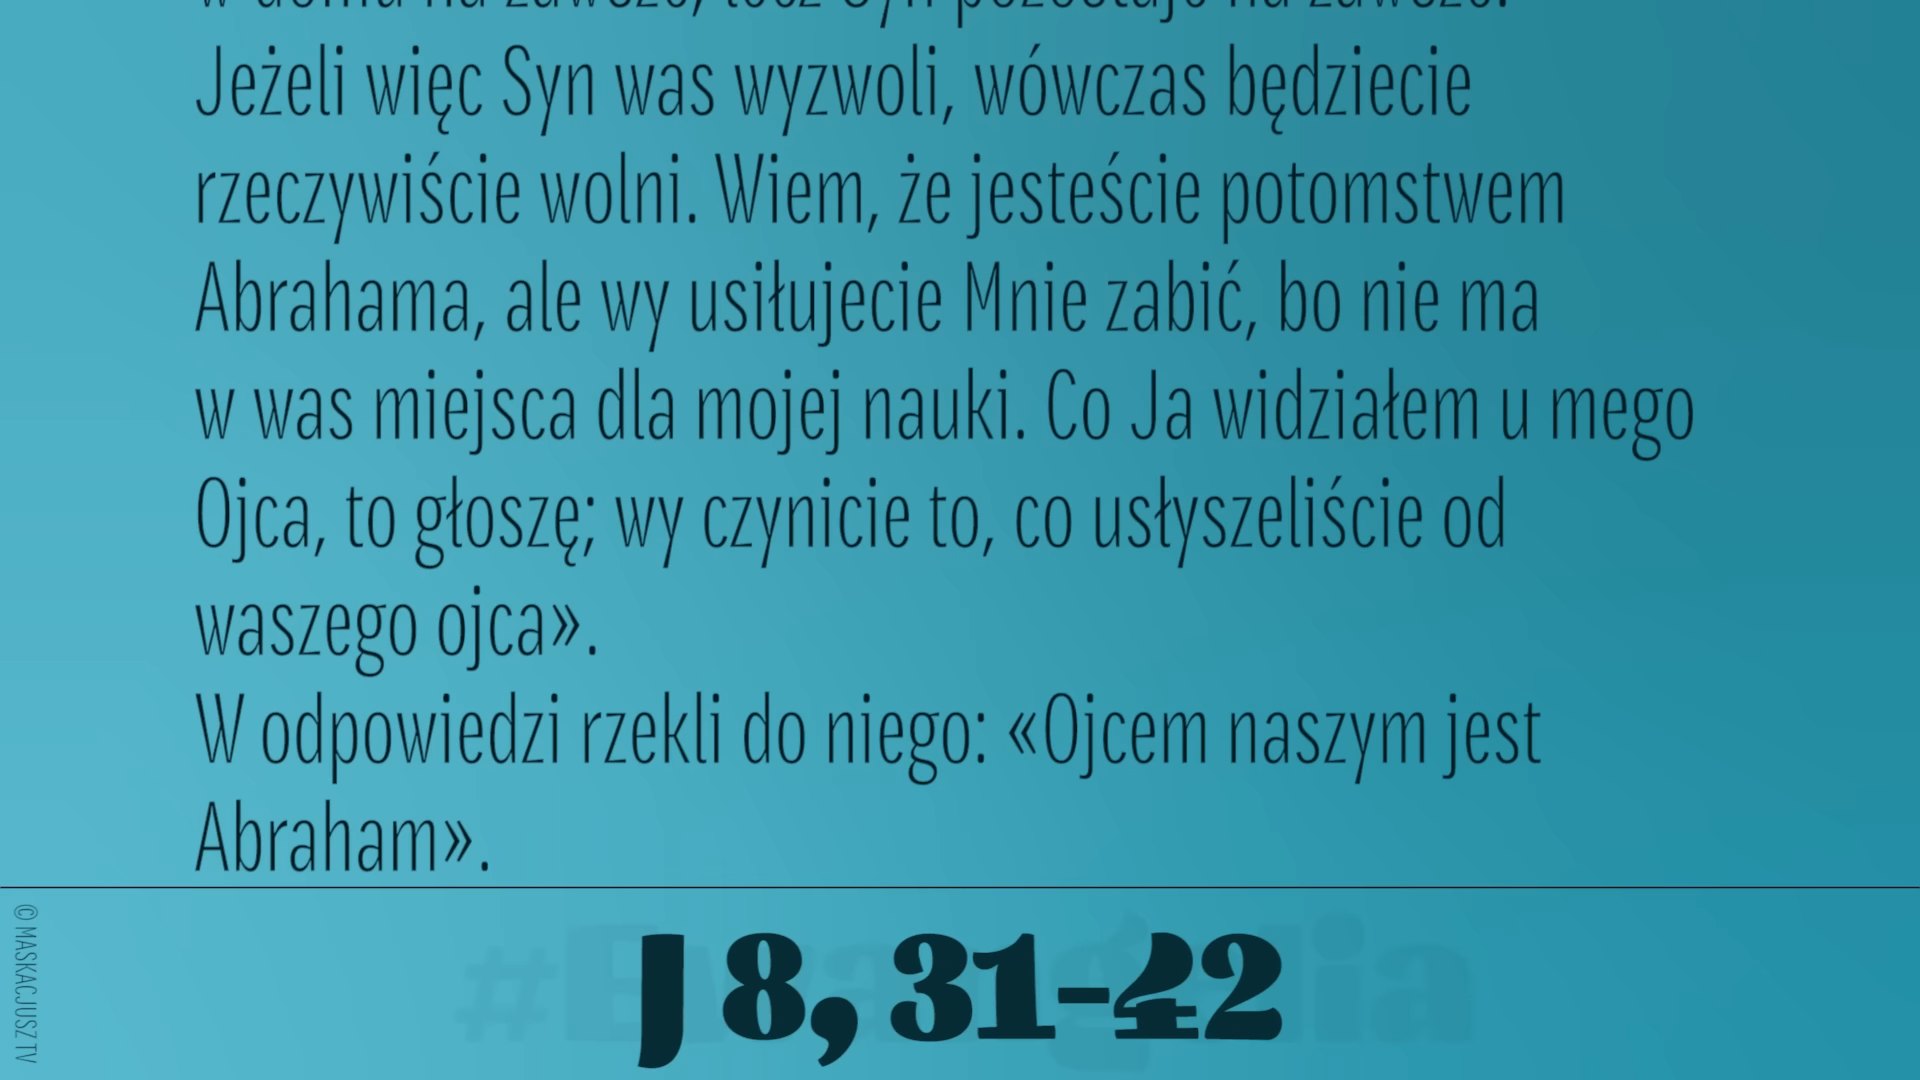 Jeżeli więc Syn was wyzwoli, wówczas będziecie
rzeczywiście wolni. Wiem, że jesteście potomstwem
Abrahama, ale wy usiłujecie Mnie zabić, bo nie ma
w was miejsca dla mojej nauki. Co Ja widziałem u mego
Ojca, to głoszę; wy czynicie to, co usłyszeliście od
waszego ojca».
W odpowiedzi rzekli do niego: «Ojcem naszym jest
Abraham».
#Ewangelia
J 8, 31-42
© MASKACJUSZ TV